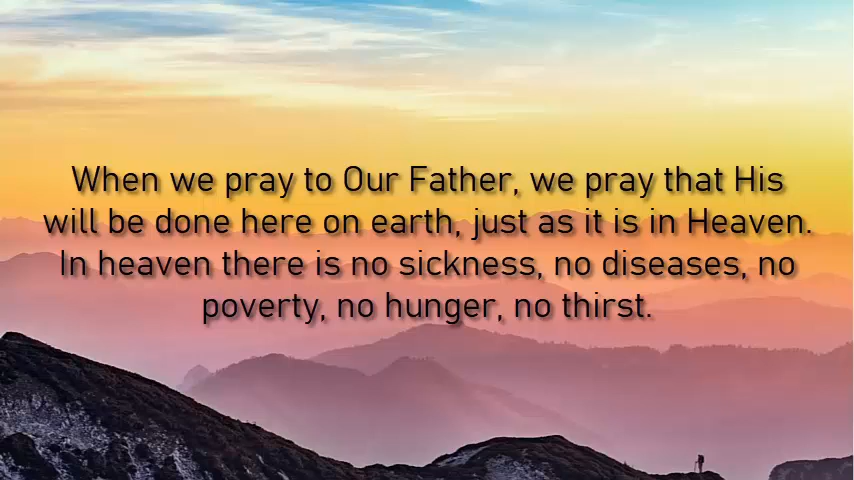 When we pray to Our Father, we pray that His
will be done here on earth, just as it is in Heaven.
In heaven there is no sickness, no diseases, no
poverty, no hunger, no thirst.